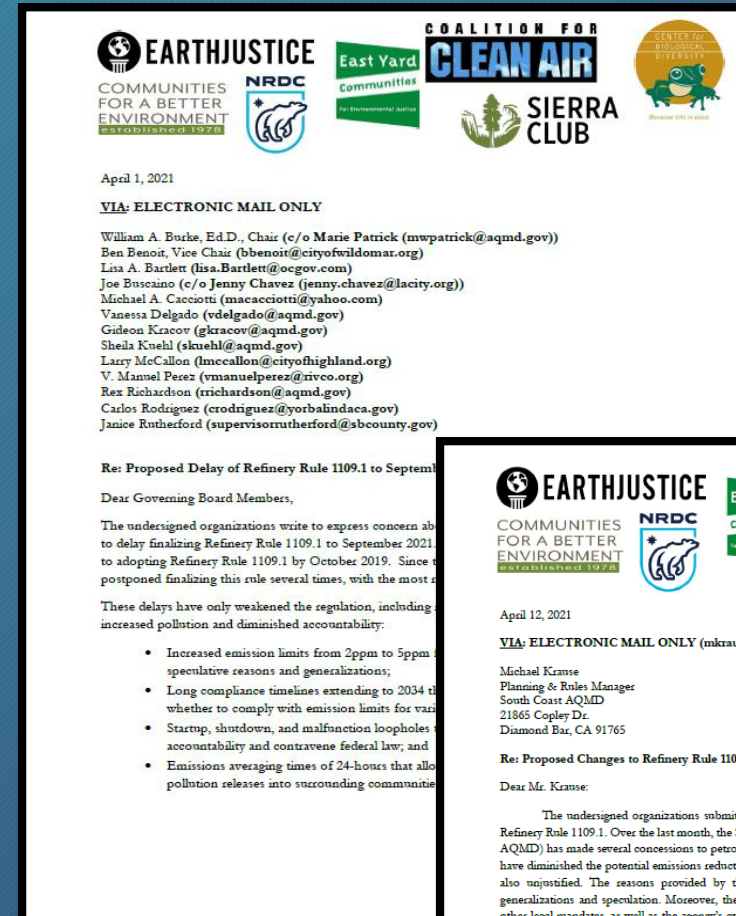 EARTHJUSTICE
COMMUNITIES
FOR A BETTER
ENVIRONMENT
established 1978
NRDC
East Yard
Communities
For Environmental Justice
COALITION FOR
CLEAN AIR
SIERRA
CLUB
CENTER for
BIOLOGICAL
DIVERSITY
Because life is good.
April 1, 2021
VIA: ELECTRONIC MAIL ONLY
William A. Burke, Ed.D., Chair (c/o Marie Patrick (mwpatrick@aqmd.gov))
Ben Benoit, Vice Chair (bbenoit@cityofwildomar.org)
Lisa A. Bartlett (lisa.Bartlett@ocgov.com)
Joe Buscaino (c/o Jenny Chavez (jenny.chavez@lacity.org))
Michael A. Cacciotti (macacciotti@yahoo.com)
Vanessa Delgado (vdelgado@aqmd.gov)
Gideon Kracov (gkracov@aqmd.gov)
Sheila Kuehl (skuehl@aqmd.gov)
Larry McCallon (lmccallon@cityofhighland.org)
V. Manuel Perez (vmanuelperez@rivco.org)
Rex Richardson (rrichardson@aqmd.gov)
Carlos Rodriguez (crodriguez@yorbalindaca.gov)
Janice Rutherford (supervisorrutherford@sbcounty.gov)
Re: Proposed Delay of Refinery Rule 1109.1 to Septemb
Dear Governing Board Members,
The undersigned organizations write to express concern ab
to delay finalizing Refinery Rule 1109.1 to September 2021.
to adopting Refinery Rule 1109.1 by October 2019. Since t
postponed finalizing this rule several times, with the most r
These delays have only weakened the regulation, including
increased pollution and diminished accountability:
• Increased emission limits from 2ppm to 5ppm
speculative reasons and generalizations;
• Long compliance timelines extending to 2034 th
whether to comply with emission limits for vari
• Startup, shutdown, and malfunction loopholes
accountability and contravene federal law; and
• Emissions averaging times of 24-hours that allo
pollution releases into surrounding communitie
EARTHJUSTICE
COMMUNITIES
FOR A BETTER
ENVIRONMENT
established 1978
NRDC
April 12, 2021
VIA: ELECTRONIC MAIL ONLY (mkrau
Michael Krause
Planning & Rules Manager
South Coast AQMD
21865 Copley Dr.
Diamond Bar, CA 91765
Re: Proposed Changes to Refinery Rule 110
Dear Mr. Krause:
The undersigned organizations submit
Refinery Rule 1109.1. Over the last month, the
AQMD) has made several concessions to petro
have diminished the potential emissions reduct
also unjustified. The reasons provided by th
generalizations and speculation. Moreover, the